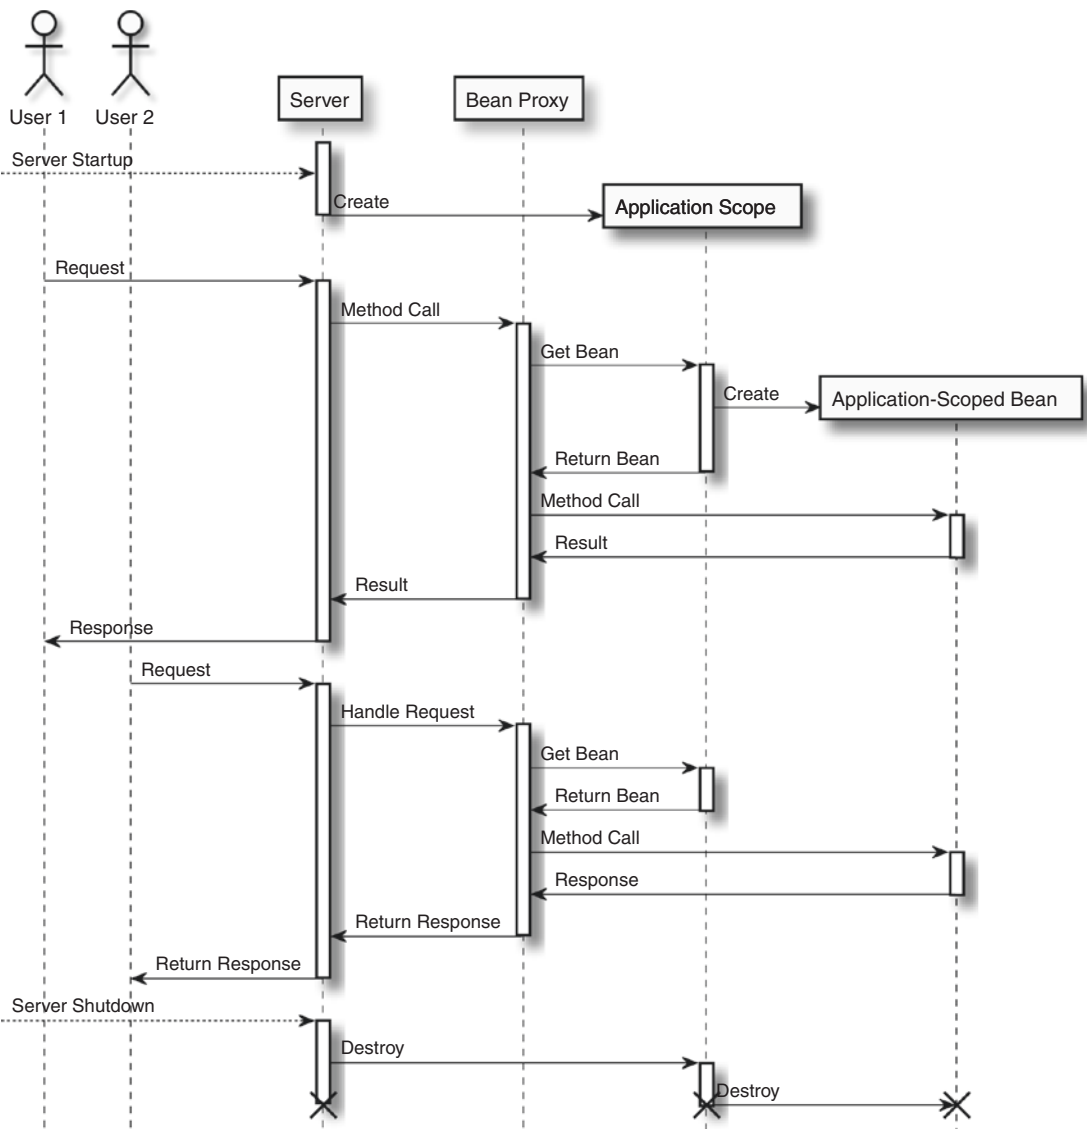 User 1
User 2
Server
Bean Proxy
Server Startup
Create
Application Scope
Request
Method Call
Get Bean
Create
Application-Scoped Bean
Return Bean
Method Call
Result
Result
Response
Request
Handle Request
Get Bean
Return Bean
Method Call
Response
Return Response
Return Response
Server Shutdown
Destroy
Destroy